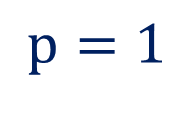 p = 1